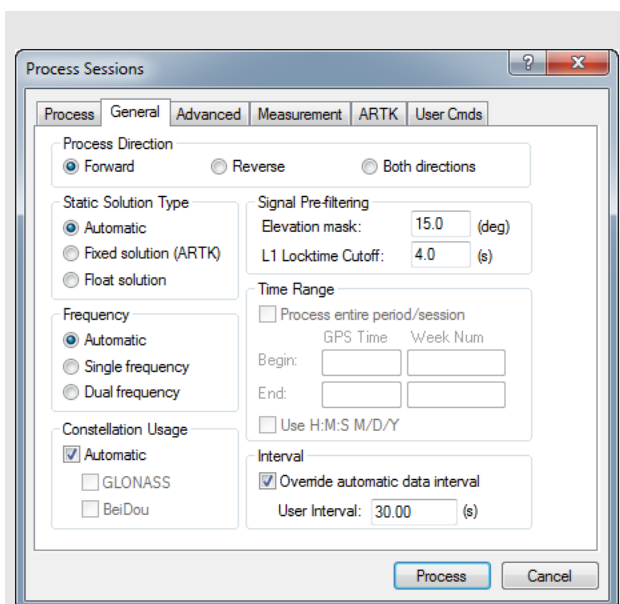 Process Sessions
Process General Advanced Measurement ARTK User Cmds
Process Direction
Forward Reverse Both directions
Static Solution Type
Automatic
Fixed solution (ARTK)
Float solution
Signal Pre-filtering
Elevation mask: 15.0 (deg)
L1 Locktime Cutoff: 4.0 (s)
Frequency
Automatic
Single frequency
Dual frequency
Time Range
Process entire period/session
GPS Time Week Num
Begin:
End:
Use H:M:S M/D/Y
Constellation Usage
Automatic
GLONASS
BeiDou
Interval
Override automatic data interval
User Interval: 30.00 (s)
Process Cancel